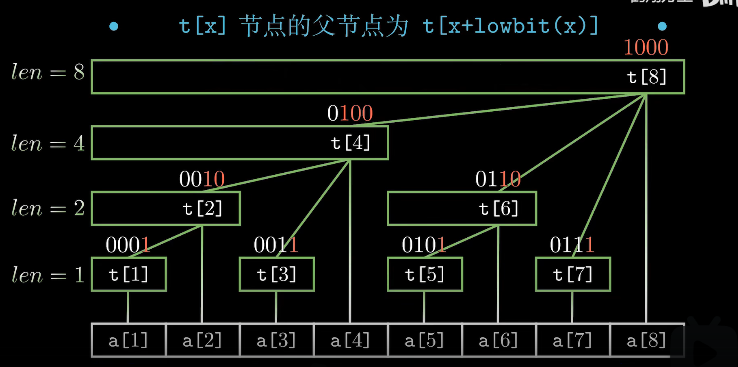 • t[x] 节点的父节点为 t[x+lowbit(x)] •
1000
len = 8 t[8]
0100
len = 4 t[4]
0010 0110
len = 2 t[2] t[6]
0001 0011 0101 0111
len = 1 t[1] t[3] t[5] t[7]
a[1] a[2] a[3] a[4] a[5] a[6] a[7] a[8]